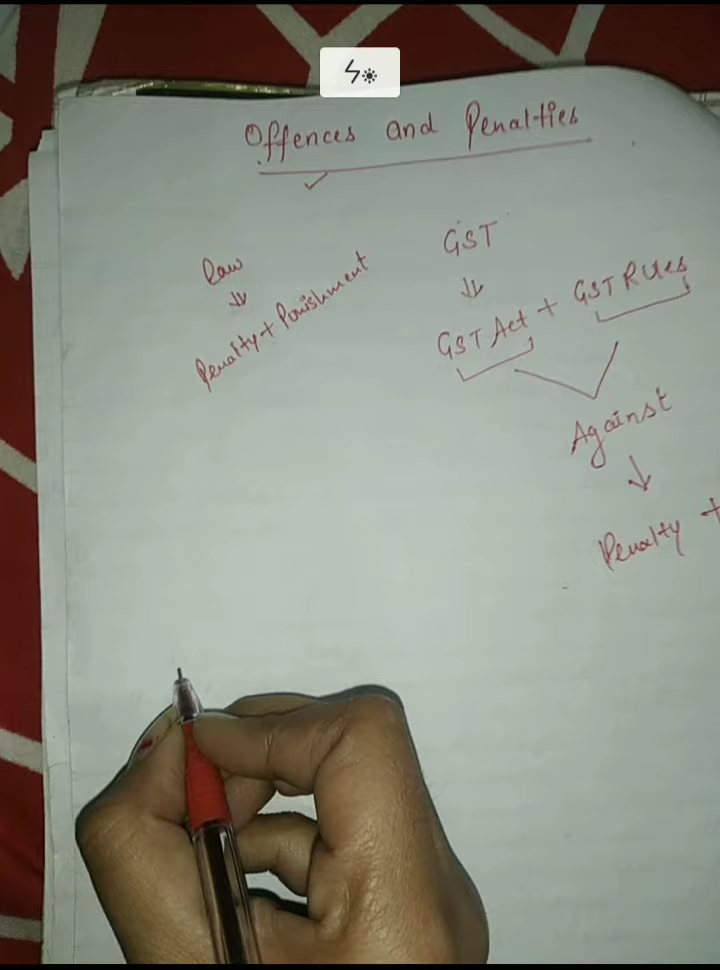 Offences and Penalties
Law
Penalty + Punishment
GST
GST Act + GST Rules
Against
Penalty +